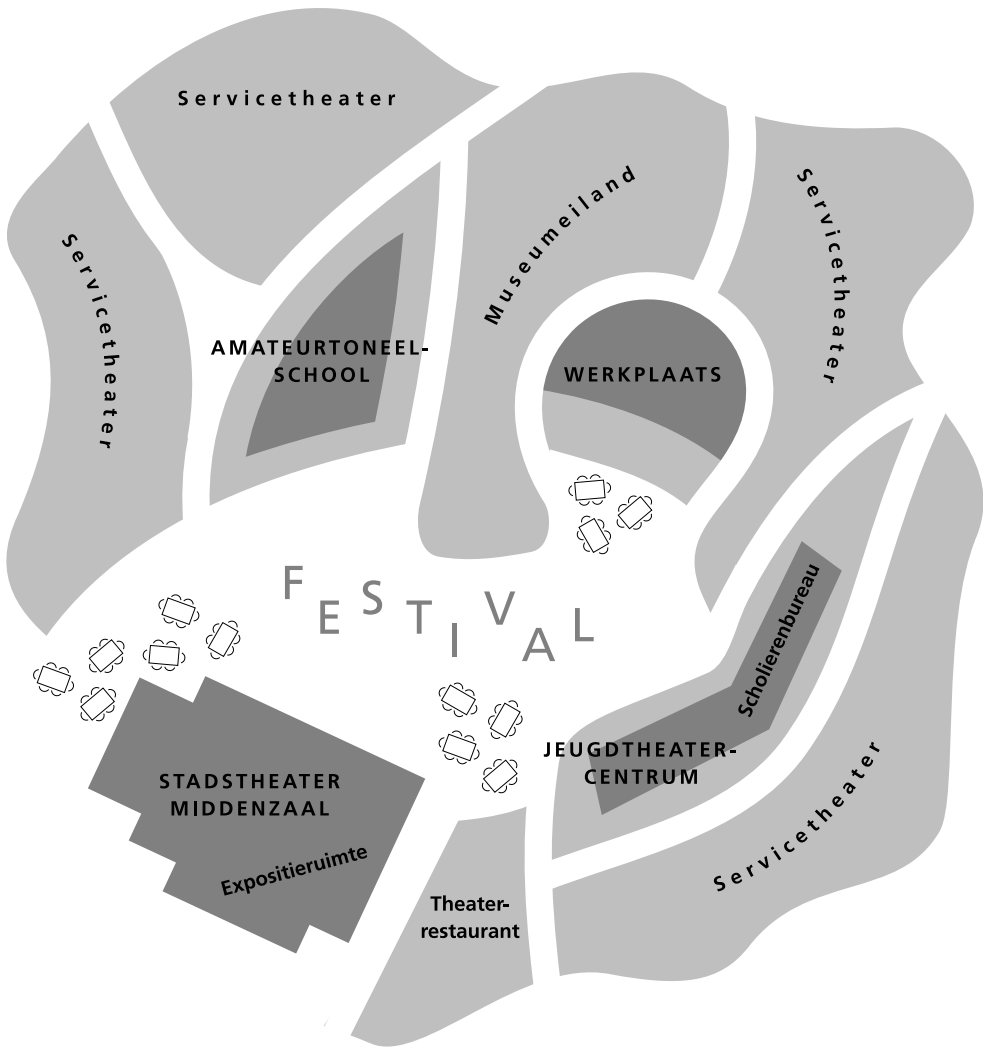 Servicetheater
Museumeiland
Servicetheater
Servicetheater
AMATEURTONEEL-
SCHOOL
WERKPLAATS
FESTIVAL
Scholierenbureau
JEUGDTHEATER-
CENTRUM
STADSTHEATER
MIDDENZAAL
Expositieruimte
Servicetheater
Theater-
restaurant